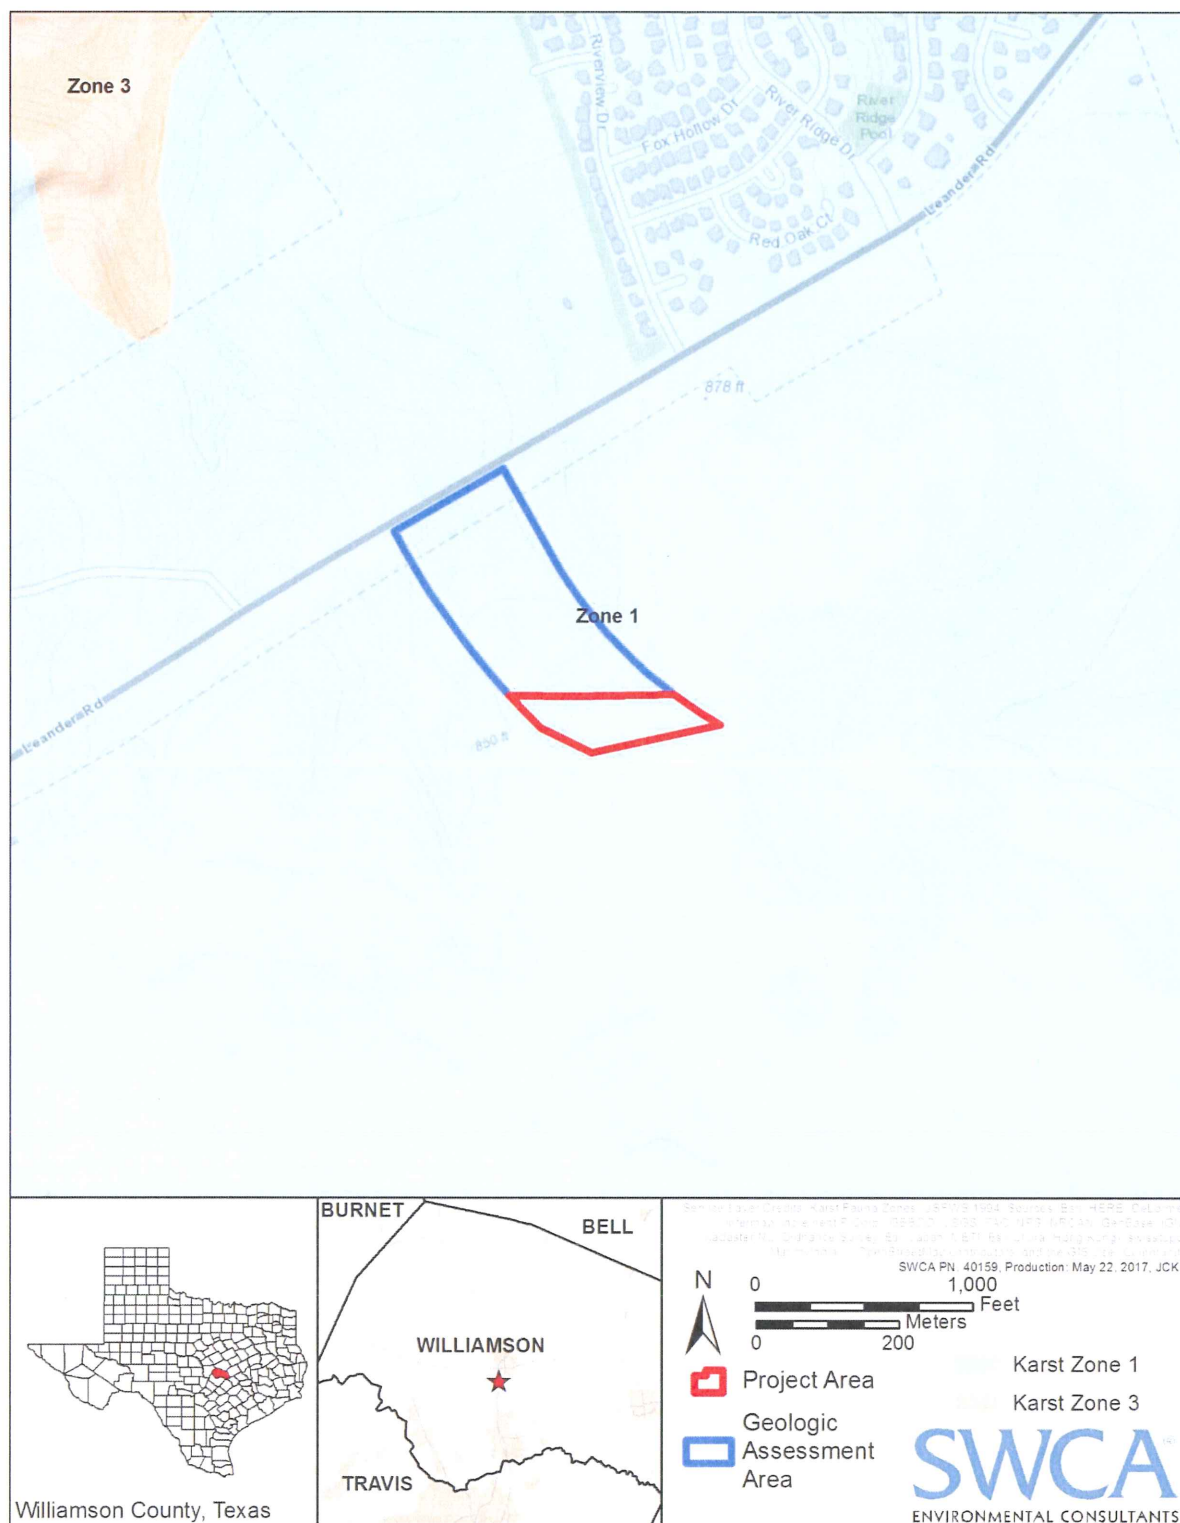 Zone 3
Riverview Dr.
Fox Hollow Dr
River Ridge Dr.
River
Ridge
Pool
Red Oak Ct
Leander Rd
878 ft
Zone 1
850 ft
Leander Rd
BURNET
BELL
WILLIAMSON
TRAVIS
Williamson County, Texas
SWCA PN. 40159, Production: May 22, 2017, JCK
N
0 1,000
Feet
Meters
0 200
Project Area
Geologic
Assessment
Area
Karst Zone 1
Karst Zone 3
SWCA
ENVIRONMENTAL CONSULTANTS